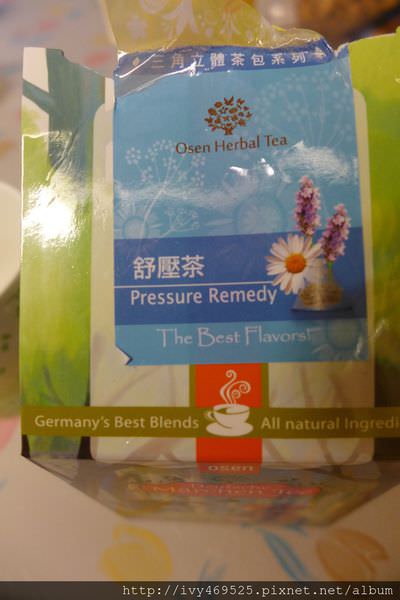 三角立體茶包系列
Osen Herbal Tea
舒壓茶
Pressure Remedy
The Best Flavors!
Germany's Best Blends
All natural Ingredi
osen
http://ivy469525.pixnet.net/album